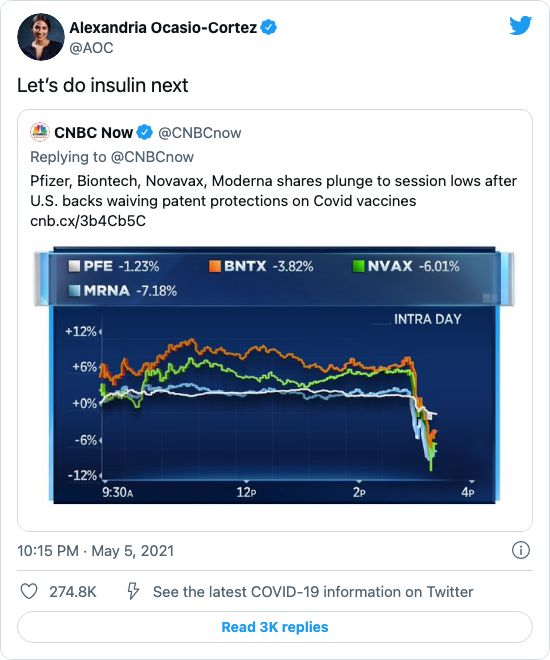 Alexandria Ocasio-Cortez
@AOC
Let’s do insulin next
CNBC Now @CNBCnow
Replying to @CNBCnow
Pfizer, Biontech, Novavax, Moderna shares plunge to session lows after
U.S. backs waiving patent protections on Covid vaccines
cnb.cx/3b4Cb5C
PFE -1.23% BNTX -3.82% NVAX -6.01%
MRNA -7.18%
INTRA DAY
+12%
+6%
+0%
-6%
-12%
9:30A 12P 2P 4P
10:15 PM · May 5, 2021
274.8K See the latest COVID-19 information on Twitter
Read 3K replies